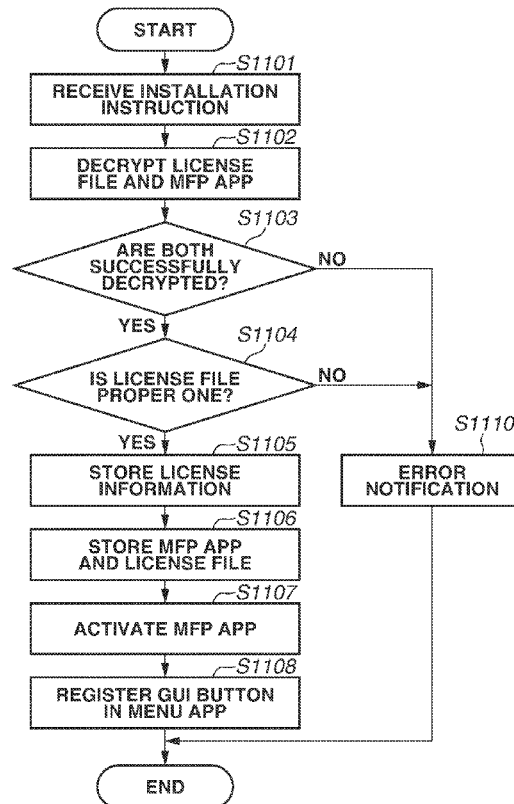 START
S1101
RECEIVE INSTALLATION
INSTRUCTION
S1102
DECRYPT LICENSE
FILE AND MFP APP
S1103
ARE BOTH
SUCCESSFULLY
DECRYPTED?
NO
YES
S1104
IS LICENSE FILE
PROPER ONE?
NO
YES
S1105
STORE LICENSE
INFORMATION
S1110
ERROR
NOTIFICATION
S1106
STORE MFP APP
AND LICENSE FILE
S1107
ACTIVATE MFP APP
S1108
REGISTER GUI BUTTON
IN MENU APP
END